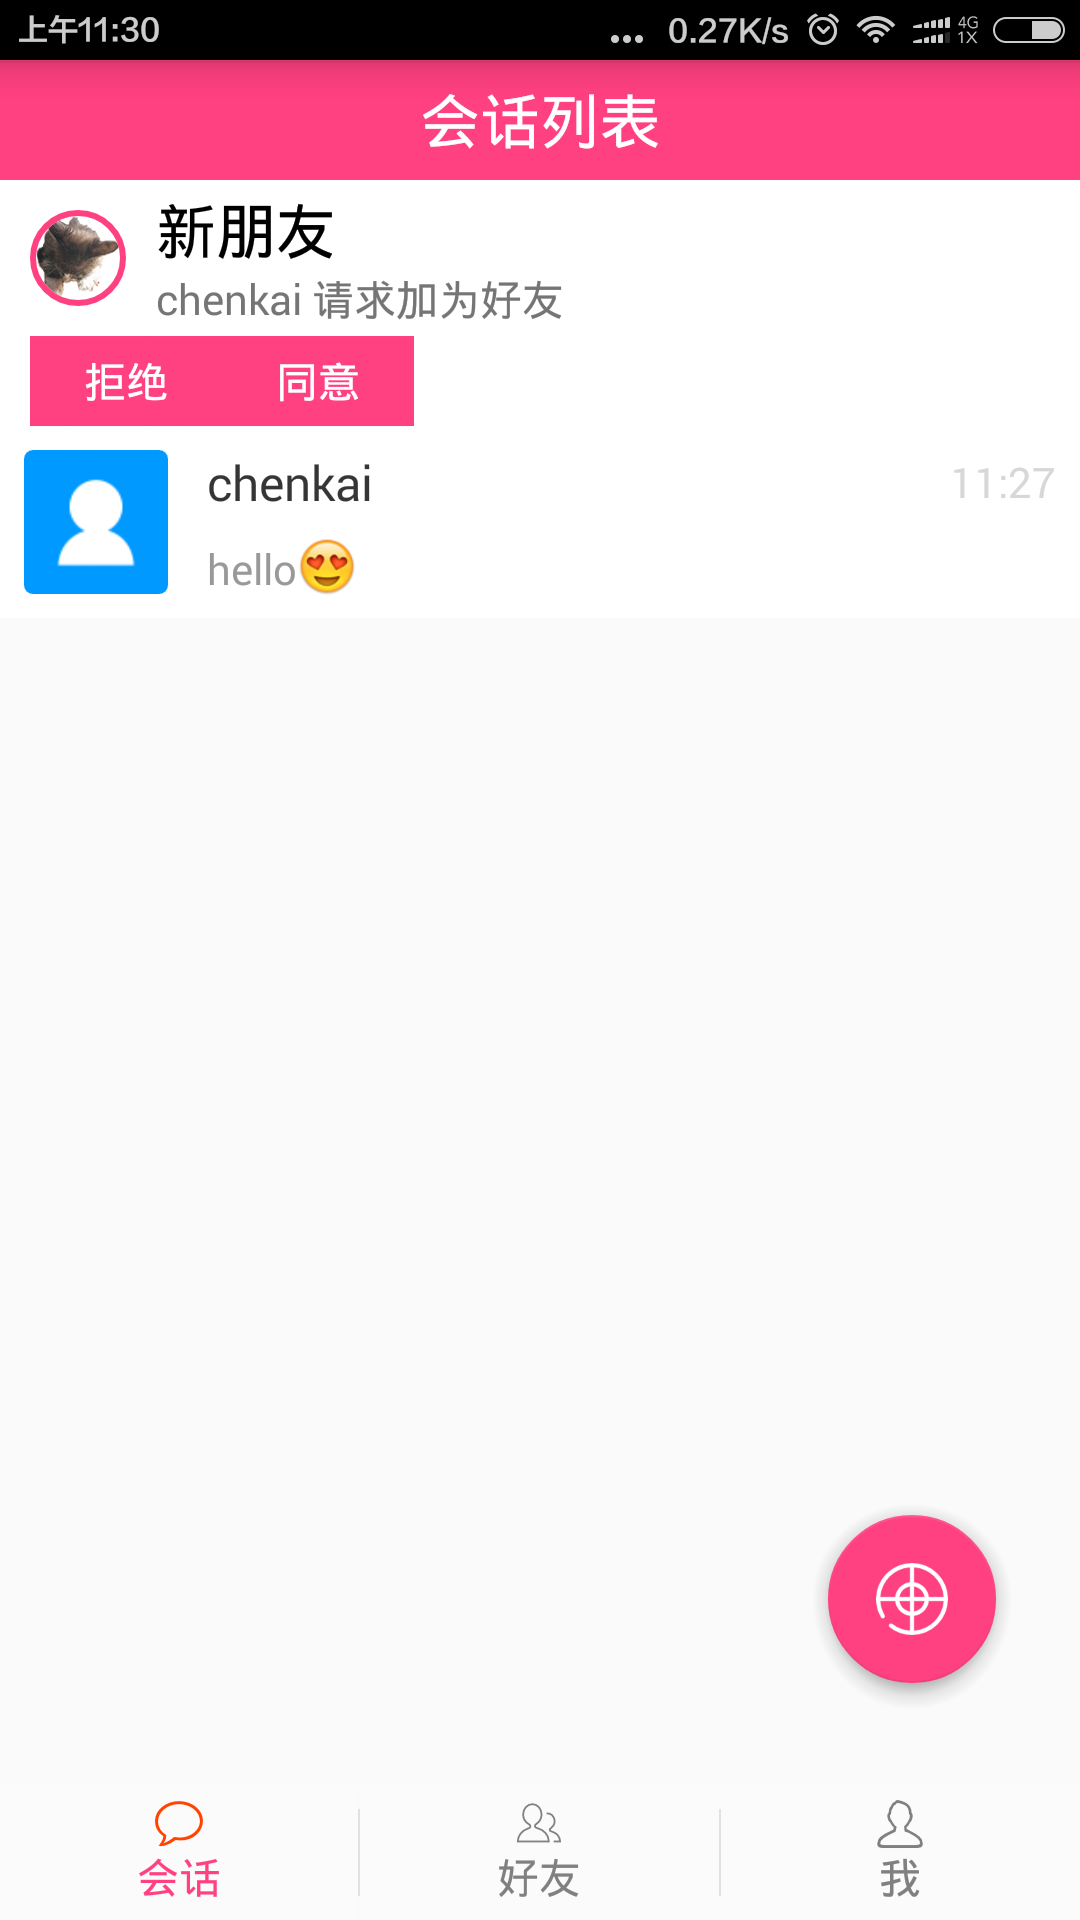 上午11:30 ... 0.27K/s 4G 1X
会话列表
新朋友
chenkai 请求加为好友
拒绝 同意
chenkai 11:27
hello😍
会话 好友 我